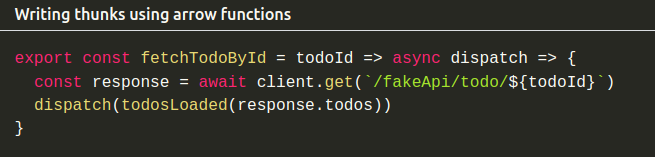 Writing thunks using arrow functions
export const fetchTodoById = todoId => async dispatch => {
  const response = await client.get(`/fakeApi/todo/${todoId}`)
  dispatch(todosLoaded(response.todos))
}